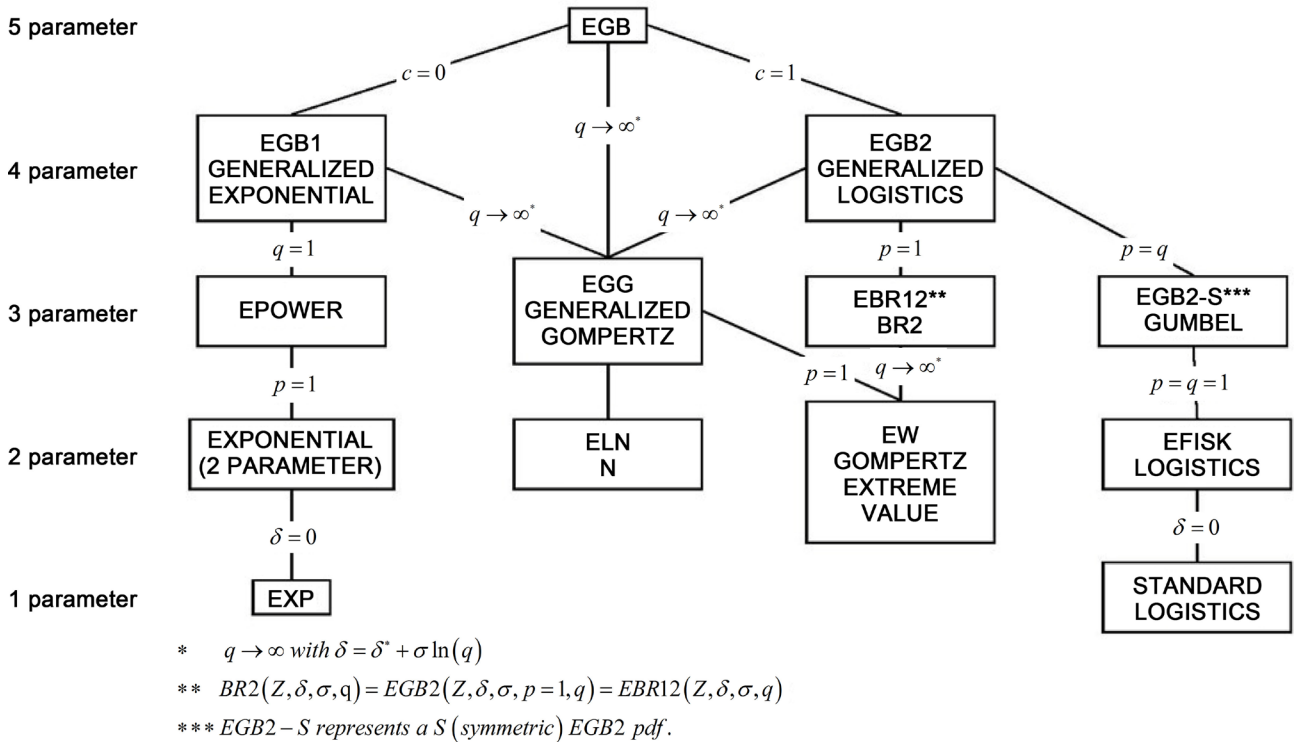 5 parameter
EGB
c = 0
c = 1
q → ∞*
4 parameter
EGB1
GENERALIZED
EXPONENTIAL
EGB2
GENERALIZED
LOGISTICS
q → ∞*
q → ∞*
q = 1
p = 1
p = q
3 parameter
EPOWER
EGG
GENERALIZED
GOMPERTZ
EBR12**
BR2
EGB2-S***
GUMBEL
p = 1
p = 1
q → ∞*
p = q = 1
2 parameter
EXPONENTIAL
(2 PARAMETER)
ELN
N
EW
GOMPERTZ
EXTREME
VALUE
EFISK
LOGISTICS
δ = 0
δ = 0
1 parameter
EXP
STANDARD
LOGISTICS
* q → ∞ with δ = δ* + σ ln(q)
** BR2(Z,δ,σ,q) = EGB2(Z,δ,σ, p = 1,q) = EBR12(Z,δ,σ,q)
*** EGB2 – S represents a S (symmetric) EGB2 pdf.